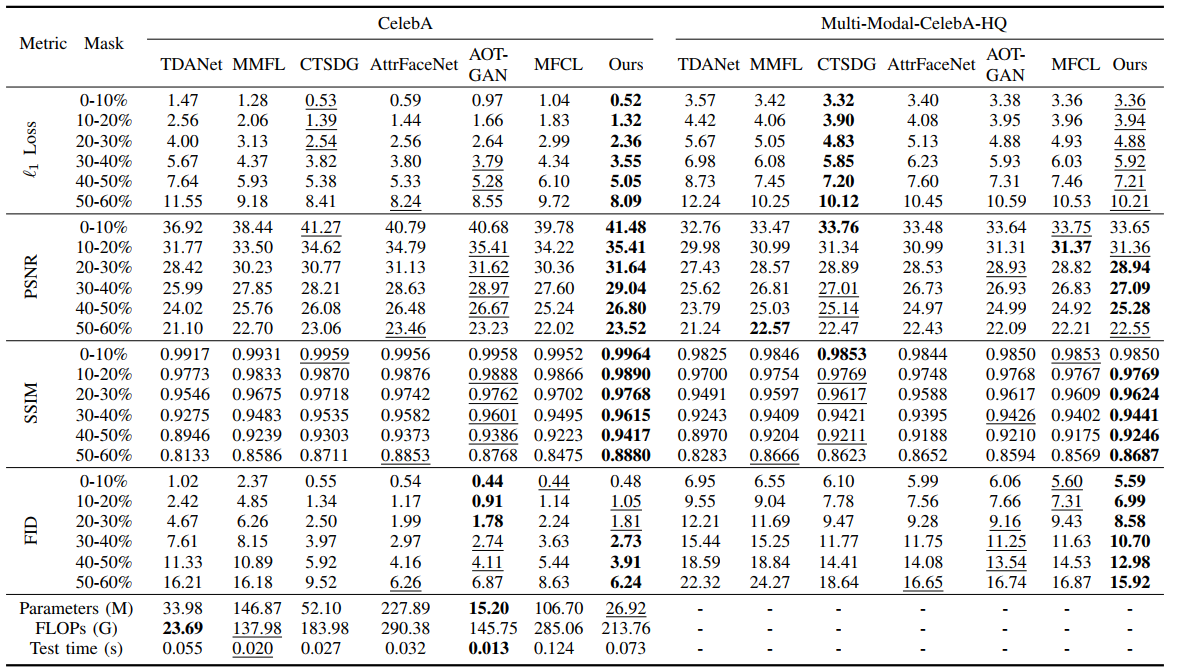 CelebA Multi-Modal-CelebA-HQ
Metric Mask TDANet MMFL CTSDG AttrFaceNet AOT-GAN MFCL Ours TDANet MMFL CTSDG AttrFaceNet AOT-GAN MFCL Ours
ℓ1 Loss
0-10% 1.47 1.28 0.53 0.59 0.97 1.04 0.52 3.57 3.42 3.32 3.40 3.38 3.36 3.36
10-20% 2.56 2.06 1.39 1.44 1.66 1.83 1.32 4.42 4.06 3.90 4.08 3.95 3.96 3.94
20-30% 4.00 3.13 2.54 2.56 2.64 2.99 2.36 5.67 5.05 4.83 5.13 4.88 4.93 4.88
30-40% 5.67 4.37 3.82 3.80 3.79 4.34 3.55 6.98 6.08 5.85 6.23 5.93 6.03 5.92
40-50% 7.64 5.93 5.38 5.33 5.28 6.10 5.05 8.73 7.45 7.20 7.60 7.31 7.46 7.21
50-60% 11.55 9.18 8.41 8.24 8.55 9.72 8.09 12.24 10.25 10.12 10.45 10.59 10.53 10.21
PSNR
0-10% 36.92 38.44 41.27 40.79 40.68 39.78 41.48 32.76 33.47 33.76 33.48 33.64 33.75 33.65
10-20% 31.77 33.50 34.62 34.79 35.41 34.22 35.41 29.98 30.99 31.34 30.99 31.31 31.37 31.36
20-30% 28.42 30.23 30.77 31.13 31.62 30.36 31.64 27.43 28.57 28.89 28.53 28.93 28.82 28.94
30-40% 25.99 27.85 28.21 28.63 28.97 27.60 29.04 25.62 26.81 27.01 26.73 26.93 26.83 27.09
40-50% 24.02 25.76 26.08 26.48 26.67 25.24 26.80 23.79 25.03 25.14 24.97 24.99 24.92 25.28
50-60% 21.10 22.70 23.06 23.46 23.23 22.02 23.52 21.24 22.57 22.47 22.43 22.09 22.21 22.55
SSIM
0-10% 0.9917 0.9931 0.9959 0.9956 0.9958 0.9952 0.9964 0.9825 0.9846 0.9853 0.9844 0.9850 0.9853 0.9850
10-20% 0.9773 0.9833 0.9870 0.9876 0.9888 0.9866 0.9890 0.9700 0.9754 0.9769 0.9748 0.9768 0.9767 0.9769
20-30% 0.9546 0.9675 0.9718 0.9742 0.9762 0.9702 0.9768 0.9491 0.9597 0.9617 0.9588 0.9617 0.9609 0.9624
30-40% 0.9275 0.9483 0.9535 0.9582 0.9601 0.9495 0.9615 0.9243 0.9409 0.9421 0.9395 0.9426 0.9402 0.9441
40-50% 0.8946 0.9239 0.9303 0.9373 0.9386 0.9223 0.9417 0.8970 0.9204 0.9211 0.9188 0.9210 0.9175 0.9246
50-60% 0.8133 0.8586 0.8711 0.8853 0.8768 0.8475 0.8880 0.8283 0.8666 0.8623 0.8652 0.8594 0.8569 0.8687
FID
0-10% 1.02 2.37 0.55 0.54 0.44 0.44 0.48 6.95 6.55 6.10 5.99 6.06 5.60 5.59
10-20% 2.42 4.85 1.34 1.17 0.91 1.14 1.05 9.55 9.04 7.78 7.56 7.66 7.31 6.99
20-30% 4.67 6.26 2.50 1.99 1.78 2.24 1.81 12.21 11.69 9.47 9.28 9.16 9.43 8.58
30-40% 7.61 8.15 3.97 2.97 2.74 3.63 2.73 15.44 15.25 11.77 11.75 11.25 11.63 10.70
40-50% 11.33 10.89 5.92 4.16 4.11 5.44 3.91 18.59 18.84 14.41 14.08 13.54 14.53 12.98
50-60% 16.21 16.18 9.52 6.26 6.87 8.63 6.24 22.32 24.27 18.64 16.65 16.74 16.87 15.92
Parameters (M) 33.98 146.87 52.10 227.89 15.20 106.70 26.92 - - - - - - -
FLOPs (G) 23.69 137.98 183.98 290.38 145.75 285.06 213.76 - - - - - - -
Test time (s) 0.055 0.020 0.027 0.032 0.013 0.124 0.073 - - - - - - -